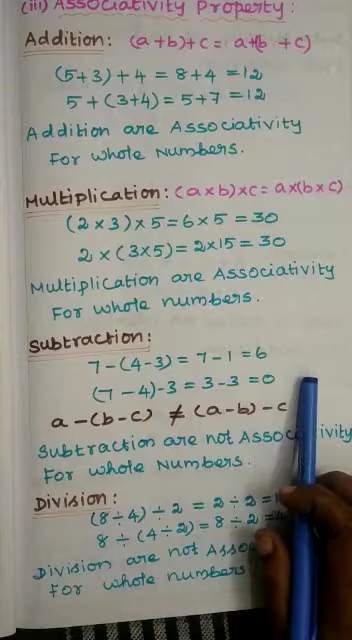 (iii) Associativity Property:
Addition: (a+b)+c = a+(b +c)
(5+3)+4 = 8+4 = 12
5+(3+4) = 5+7 = 12
Addition are Associativity
For whole Numbers.
Multiplication: (a×b)×c = a×(b×c)
(2×3)×5 = 6×5 = 30
2×(3×5) = 2×15 = 30
Multiplication are Associativity
For whole numbers.
Subtraction:
7-(4-3) = 7-1 = 6
(7-4)-3 = 3-3 = 0
a-(b-c) ≠ (a-b)-c
Subtraction are not Associativity
For whole Numbers.
Division:
(8÷4)÷2 = 2÷2 =
8÷(4÷2) = 8÷2 =
Division are not
For whole numbers